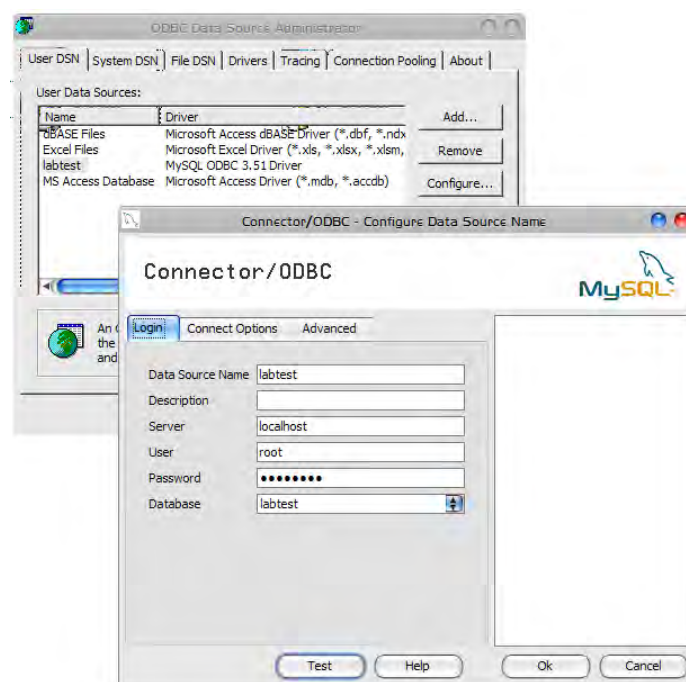 ODBC Data Source Administrator
User DSN System DSN File DSN Drivers Tracing Connection Pooling About
User Data Sources:
Name Driver Add...
dBASE Files Microsoft Access dBASE Driver (*.dbf, *.ndx
Excel Files Microsoft Excel Driver (*.xls, *.xlsx, *.xlsm, Remove
labtest MySQL ODBC 3.51 Driver
MS Access Database Microsoft Access Driver (*.mdb, *.accdb) Configure...
Connector/ODBC - Configure Data Source Name
Connector/ODBC
MySQL
An
the
and
Login Connect Options Advanced
Data Source Name labtest
Description
Server localhost
User root
Password ••••••••
Database labtest
Test Help Ok Cancel